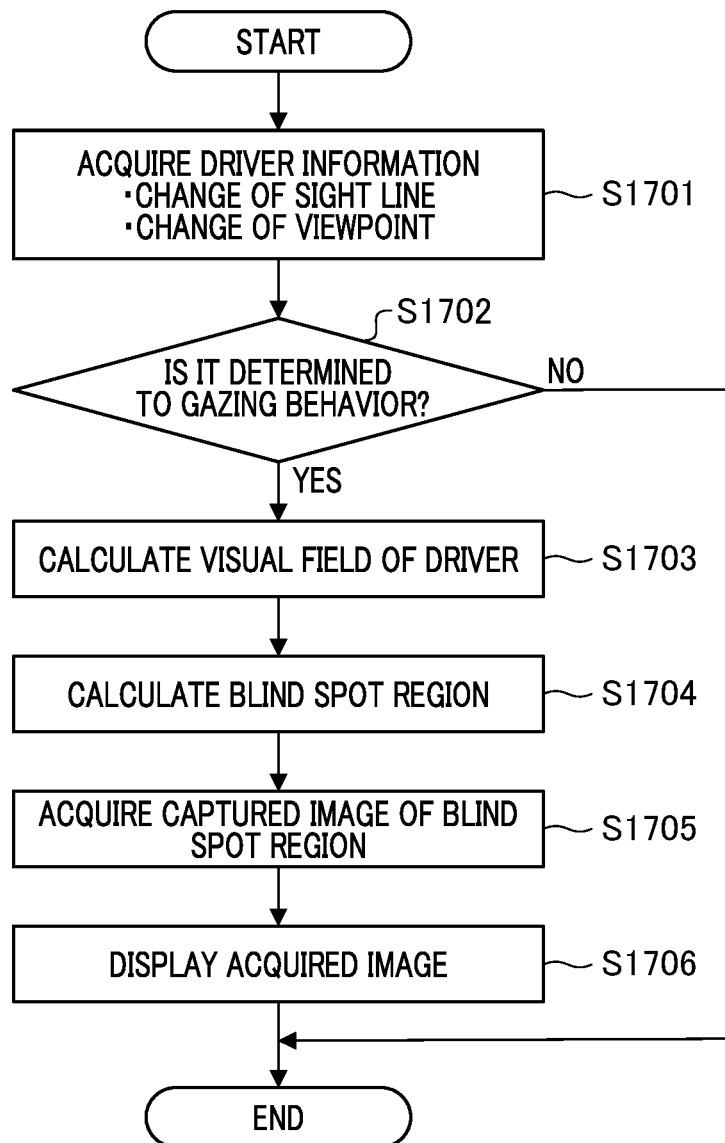 START
ACQUIRE DRIVER INFORMATION
・CHANGE OF SIGHT LINE
・CHANGE OF VIEWPOINT
S1701
S1702
IS IT DETERMINED
TO GAZING BEHAVIOR?
NO
YES
CALCULATE VISUAL FIELD OF DRIVER
S1703
CALCULATE BLIND SPOT REGION
S1704
ACQUIRE CAPTURED IMAGE OF BLIND
SPOT REGION
S1705
DISPLAY ACQUIRED IMAGE
S1706
END